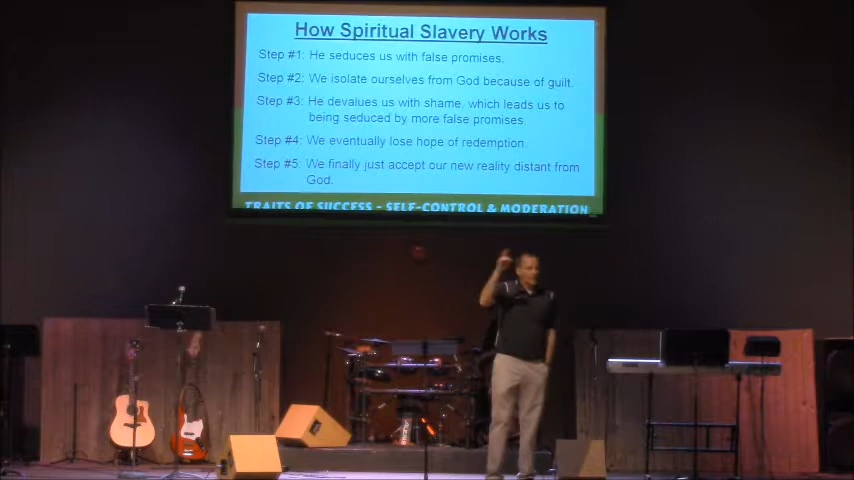 How Spiritual Slavery Works
Step #1: He seduces us with false promises.
Step #2: We isolate ourselves from God because of guilt.
Step #3: He devalues us with shame, which leads us to
being seduced by more false promises.
Step #4: We eventually lose hope of redemption.
Step #5: We finally just accept our new reality distant from
God.
TRAITS OF SUCCESS - SELF-CONTROL & MODERATION